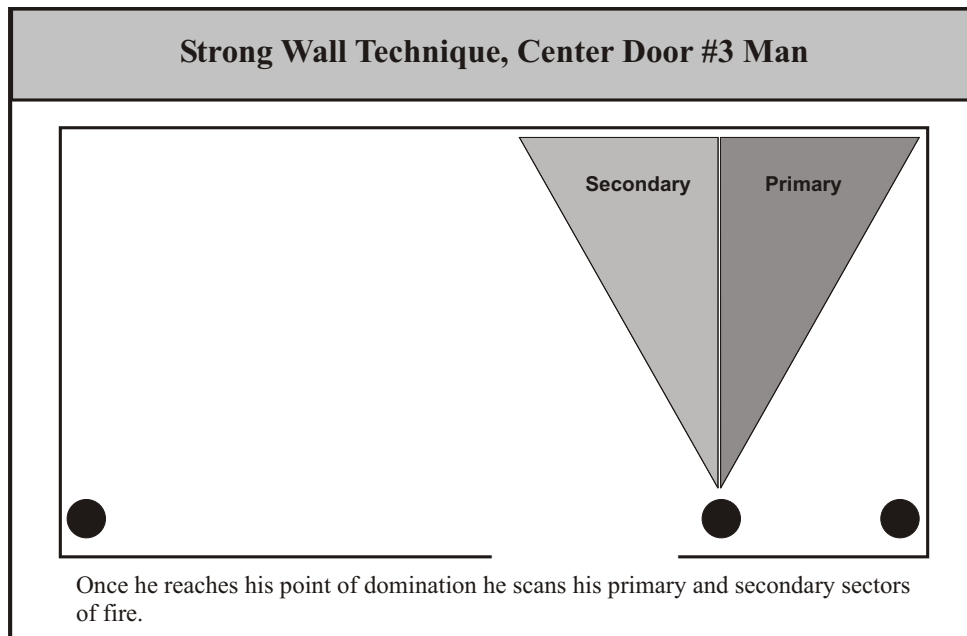 Strong Wall Technique, Center Door #3 Man
Secondary Primary
Once he reaches his point of domination he scans his primary and secondary sectors
of fire.